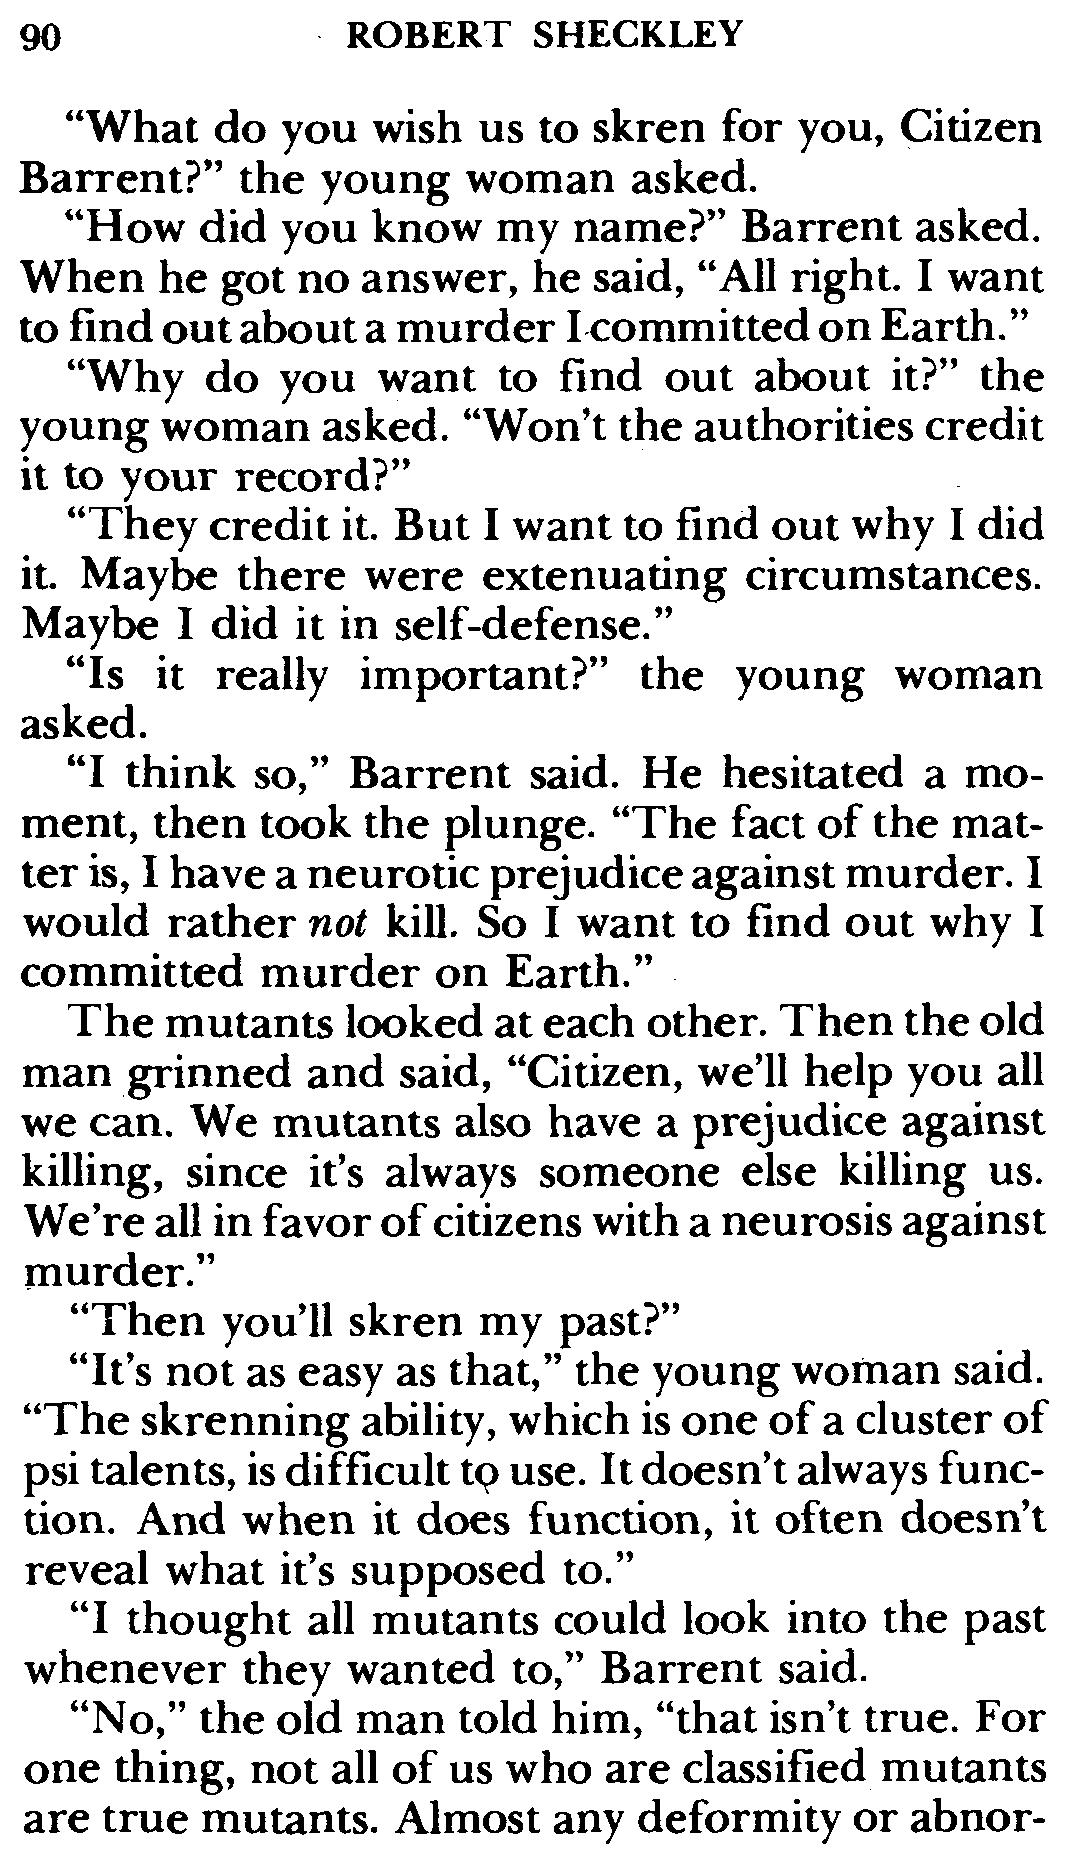 90 ROBERT SHECKLEY
“What do you wish us to skren for you, Citizen
Barrent?” the young woman asked.
“How did you know my name?” Barrent asked.
When he got no answer, he said, “All right. I want
to find out about a murder I committed on Earth.”
“Why do you want to find out about it?” the
young woman asked. “Won’t the authorities credit
it to your record?”
“They credit it. But I want to find out why I did
it. Maybe there were extenuating circumstances.
Maybe I did it in self-defense.”
“Is it really important?” the young woman
asked.
“I think so,” Barrent said. He hesitated a mo-
ment, then took the plunge. “The fact of the mat-
ter is, I have a neurotic prejudice against murder. I
would rather not kill. So I want to find out why I
committed murder on Earth.”
The mutants looked at each other. Then the old
man grinned and said, “Citizen, we’ll help you all
we can. We mutants also have a prejudice against
killing, since it’s always someone else killing us.
We’re all in favor of citizens with a neurosis against
murder.”
“Then you’ll skren my past?”
“It’s not as easy as that,” the young woman said.
“The skrenning ability, which is one of a cluster of
psi talents, is difficult to use. It doesn’t always func-
tion. And when it does function, it often doesn’t
reveal what it’s supposed to.”
“I thought all mutants could look into the past
whenever they wanted to,” Barrent said.
“No,” the old man told him, “that isn’t true. For
one thing, not all of us who are classified mutants
are true mutants. Almost any deformity or abnor-